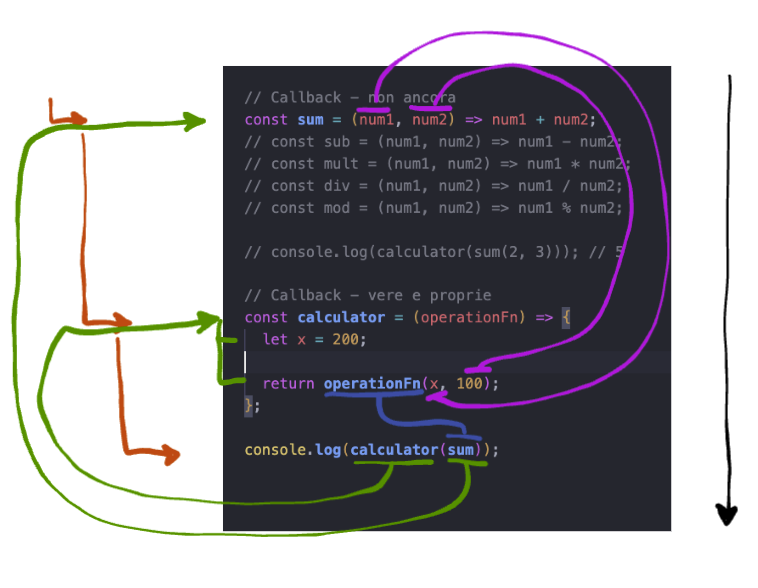 // Callback – non ancora
const sum = (num1, num2) => num1 + num2;
// const sub = (num1, num2) => num1 - num2;
// const mult = (num1, num2) => num1 * num2;
// const div = (num1, num2) => num1 / num2;
// const mod = (num1, num2) => num1 % num2;
// console.log(calculator(sum(2, 3))); // 5
// Callback – vere e proprie
const calculator = (operationFn) => {
let x = 200;
return operationFn(x, 100);
};
console.log(calculator(sum));